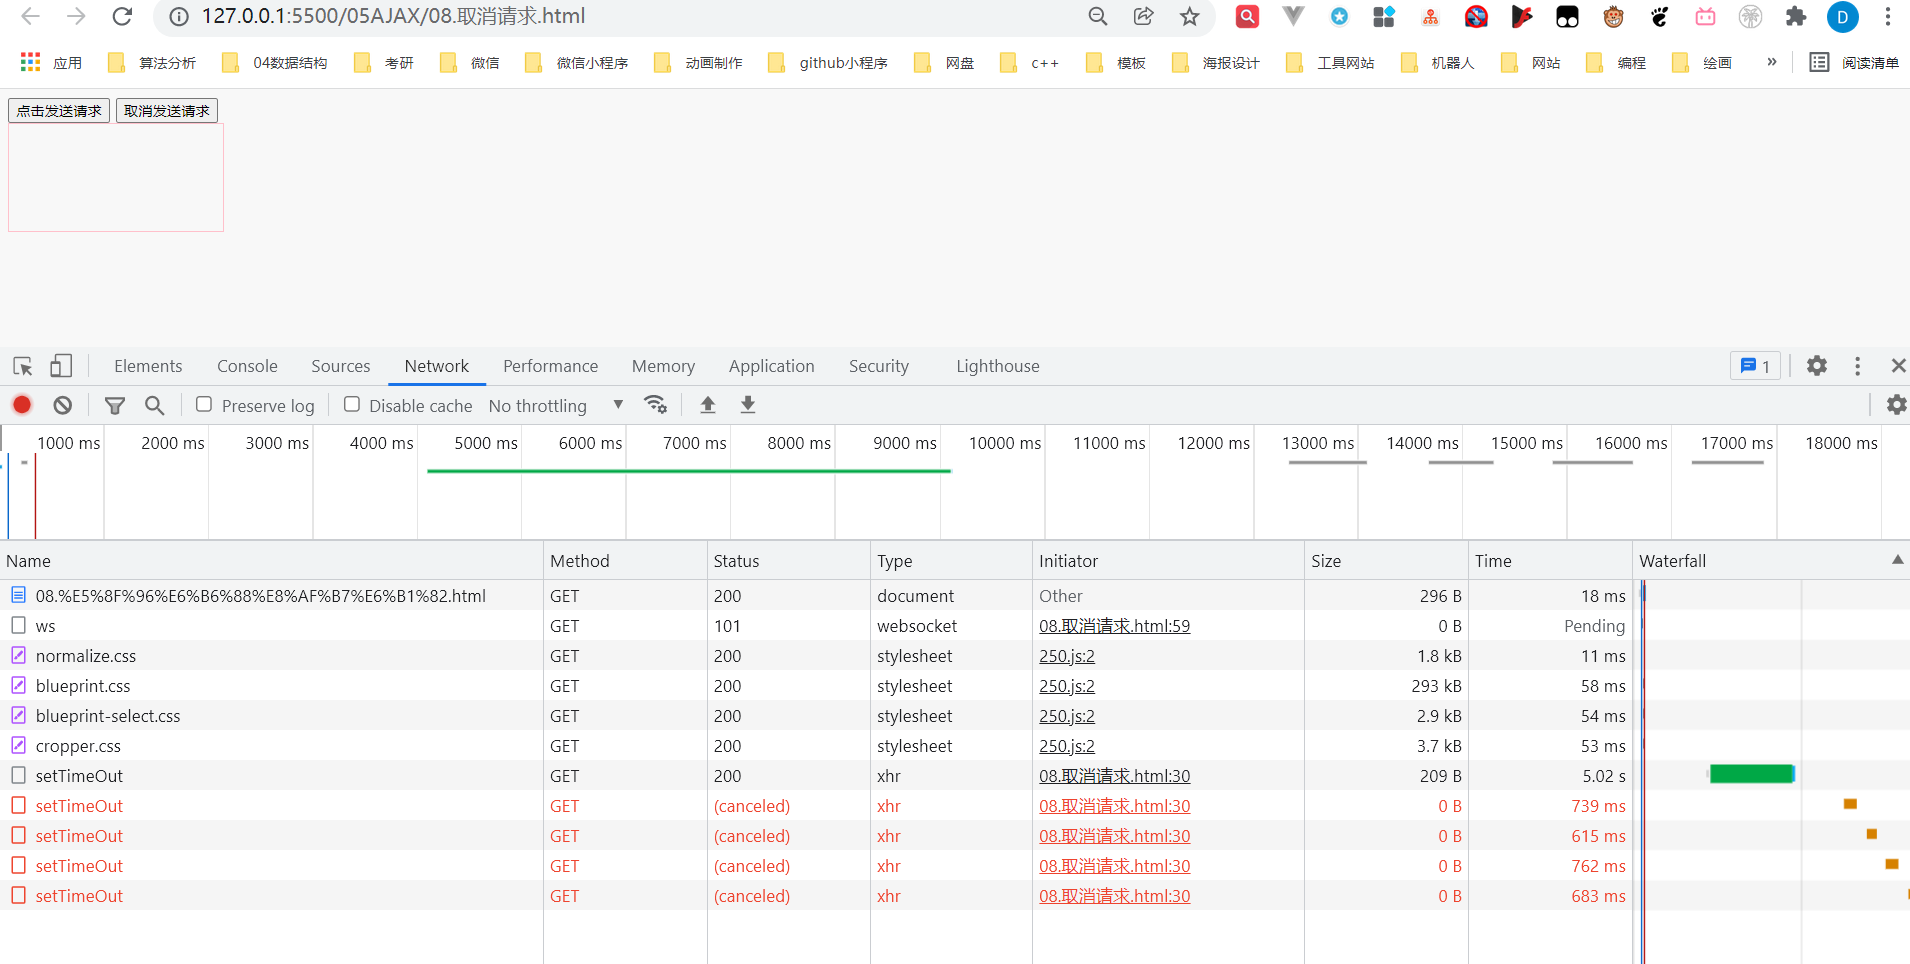 127.0.0.1:5500/05AJAX/08.取消请求.html
D
应用 算法分析 04数据结构 考研 微信 微信小程序 动画制作 github小程序 网盘 c++ 模板 海报设计 工具网站 机器人 网站 编程 绘画 » 阅读清单
点击发送请求 取消发送请求
Elements Console Sources Network Performance Memory Application Security Lighthouse 1
Preserve log Disable cache No throttling
1000 ms 2000 ms 3000 ms 4000 ms 5000 ms 6000 ms 7000 ms 8000 ms 9000 ms 10000 ms 11000 ms 12000 ms 13000 ms 14000 ms 15000 ms 16000 ms 17000 ms 18000 ms
Name Method Status Type Initiator Size Time Waterfall
08.%E5%8F%96%E6%B6%88%E8%AF%B7%E6%B1%82.html GET 200 document Other 296 B 18 ms
ws GET 101 websocket 08.取消请求.html:59 0 B Pending
normalize.css GET 200 stylesheet 250.js:2 1.8 kB 11 ms
blueprint.css GET 200 stylesheet 250.js:2 293 kB 58 ms
blueprint-select.css GET 200 stylesheet 250.js:2 2.9 kB 54 ms
cropper.css GET 200 stylesheet 250.js:2 3.7 kB 53 ms
setTimeOut GET 200 xhr 08.取消请求.html:30 209 B 5.02 s
setTimeOut GET (canceled) xhr 08.取消请求.html:30 0 B 739 ms
setTimeOut GET (canceled) xhr 08.取消请求.html:30 0 B 615 ms
setTimeOut GET (canceled) xhr 08.取消请求.html:30 0 B 762 ms
setTimeOut GET (canceled) xhr 08.取消请求.html:30 0 B 683 ms